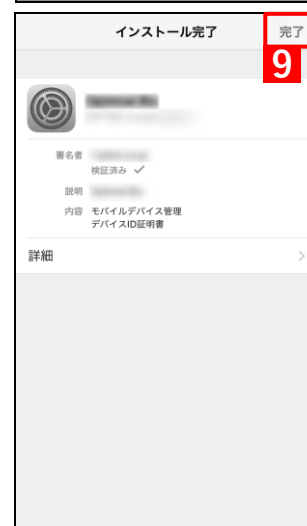 インストール完了
完了
9
署名者
検証済み ✓
説明
内容 モバイルデバイス管理
デバイスID証明書
詳細